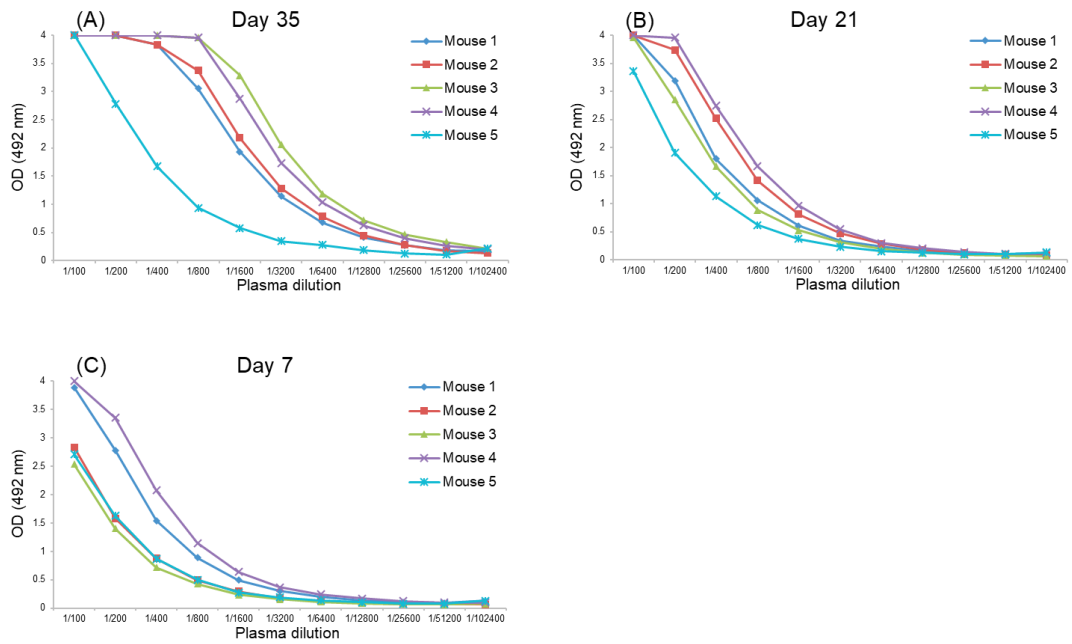 (A) Day 35
OD (492 nm)
4
3.5
3
2.5
2
1.5
1
0.5
0
Mouse 1
Mouse 2
Mouse 3
Mouse 4
Mouse 5
1/100 1/200 1/400 1/800 1/1600 1/3200 1/6400 1/12800 1/25600 1/51200 1/102400
Plasma dilution
(B) Day 21
OD (492 nm)
4
3.5
3
2.5
2
1.5
1
0.5
0
Mouse 1
Mouse 2
Mouse 3
Mouse 4
Mouse 5
1/100 1/200 1/400 1/800 1/1600 1/3200 1/6400 1/12800 1/25600 1/51200 1/102400
Plasma dilution
(C) Day 7
OD (492 nm)
4
3.5
3
2.5
2
1.5
1
0.5
0
Mouse 1
Mouse 2
Mouse 3
Mouse 4
Mouse 5
1/100 1/200 1/400 1/800 1/1600 1/3200 1/6400 1/12800 1/25600 1/51200 1/102400
Plasma dilution